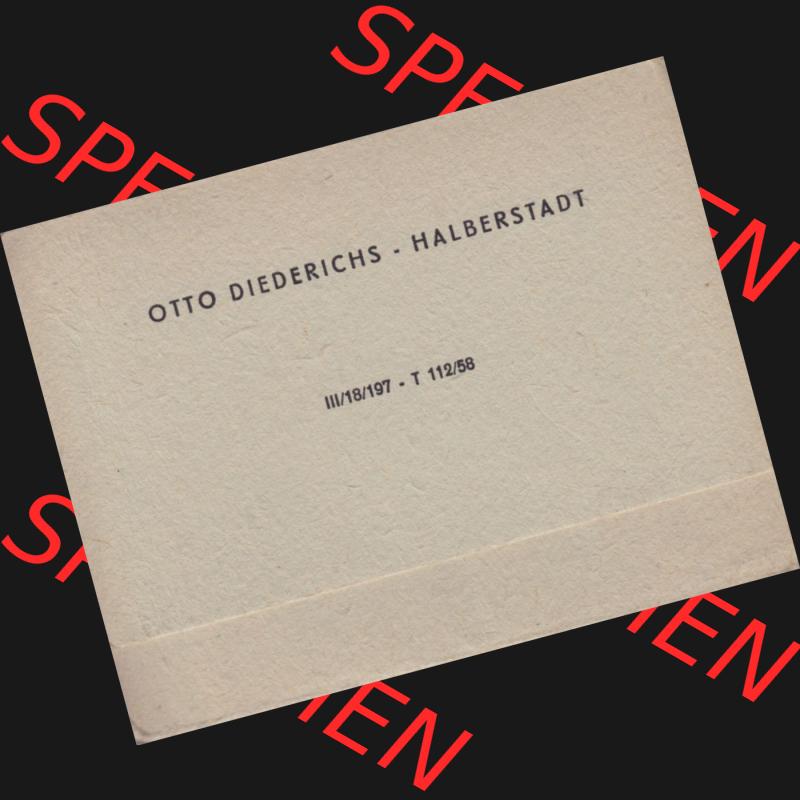 OTTO DIEDERICHS - HALBERSTADT
III/18/197 - T 112/58